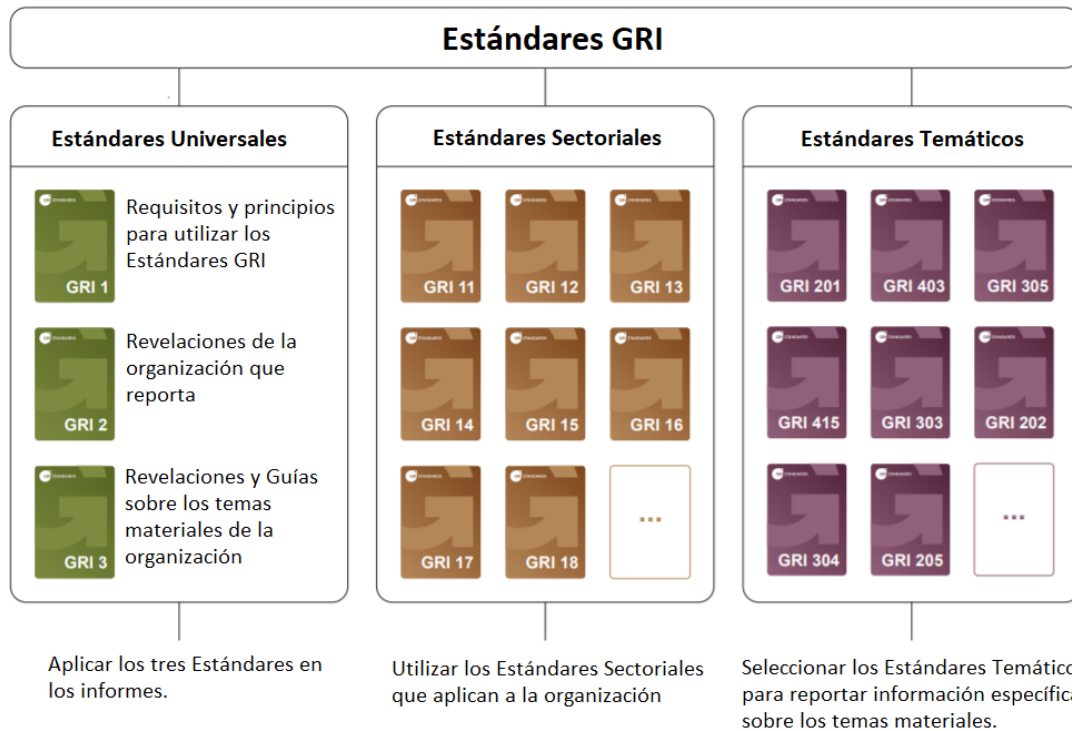 Estándares GRI
Estándares Universales
GRI 1
Requisitos y principios
para utilizar los
Estándares GRI
GRI 2
Revelaciones de la
organización que
reporta
GRI 3
Revelaciones y Guías
sobre los temas
materiales de la
organización
Aplicar los tres Estándares en
los informes.
Estándares Sectoriales
GRI 11 GRI 12 GRI 13
GRI 14 GRI 15 GRI 16
GRI 17 GRI 18 ...
Utilizar los Estándares Sectoriales
que aplican a la organización
Estándares Temáticos
GRI 201 GRI 403 GRI 305
GRI 415 GRI 303 GRI 202
GRI 304 GRI 205 ...
Seleccionar los Estándares Temático
para reportar información específica
sobre los temas materiales.